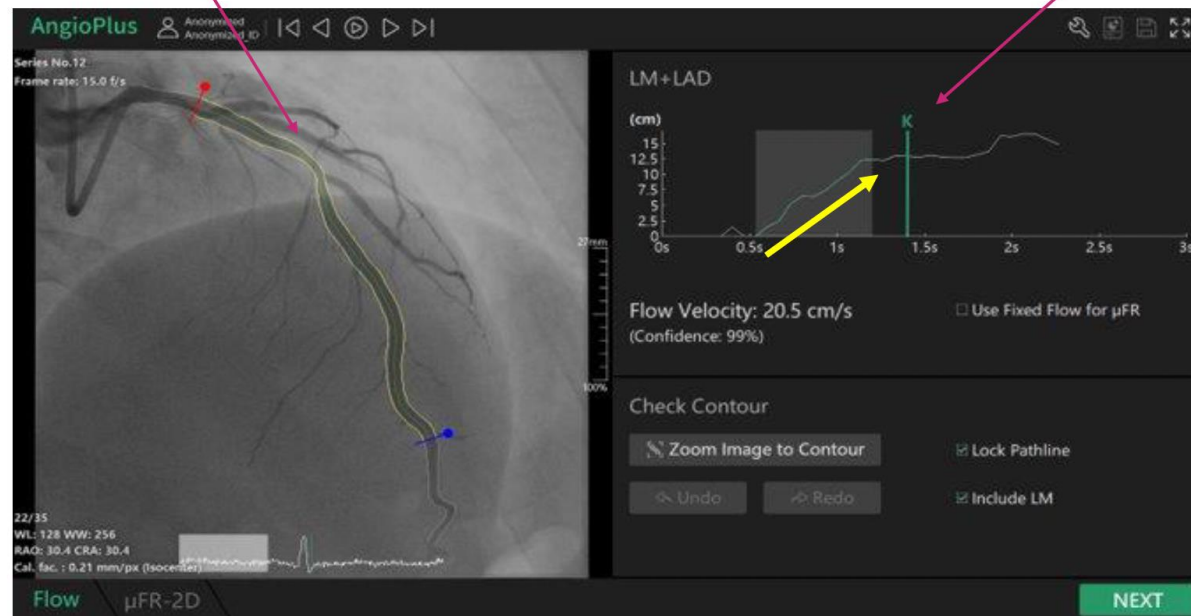 AngioPlus
Anonymized
Anonymized_ID
Series No.12
Frame rate: 15.0 f/s
27mm
100%
22/35
WL: 128 WW: 256
RAO: 30.4 CRA: 30.4
Cal. fac. : 0.21 mm/px (Isocenter)
LM+LAD
(cm)
K
15
12.5
10
7.5
5
2.5
0
0s 0.5s 1s 1.5s 2s 2.5s 3s
Flow Velocity: 20.5 cm/s
(Confidence: 99%)
Use Fixed Flow for μFR
Check Contour
Zoom Image to Contour
Lock Pathline
Undo
Redo
Include LM
Flow
μFR-2D
NEXT